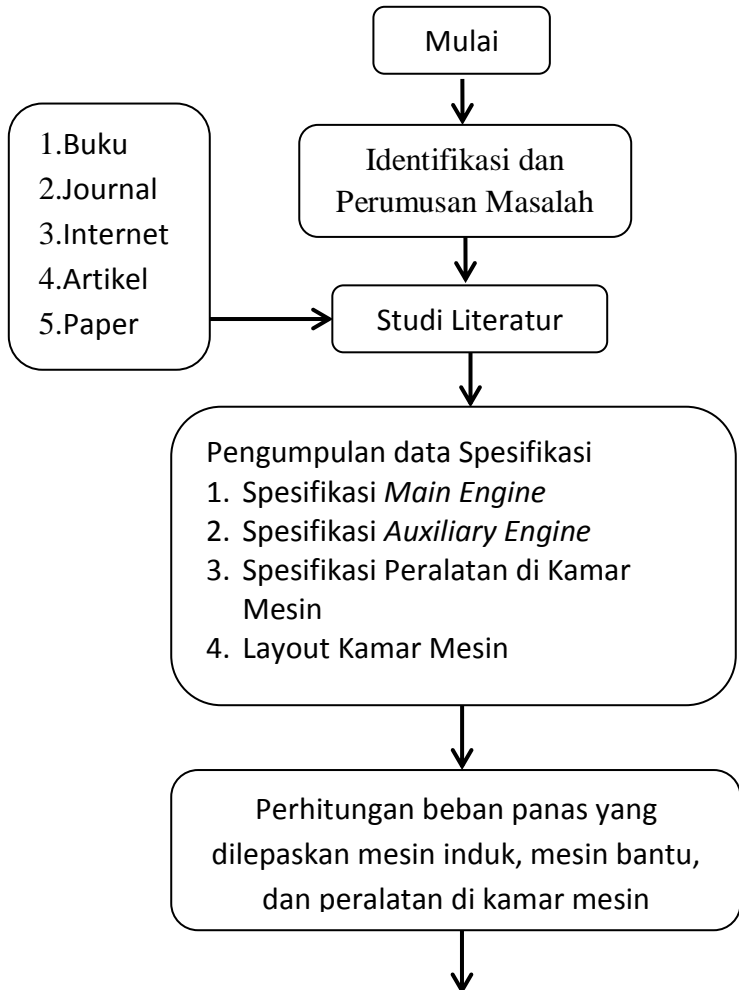 Mulai
Identifikasi dan
Perumusan Masalah
1.Buku
2.Journal
3.Internet
4.Artikel
5.Paper
Studi Literatur
Pengumpulan data Spesifikasi
1. Spesifikasi Main Engine
2. Spesifikasi Auxiliary Engine
3. Spesifikasi Peralatan di Kamar
Mesin
4. Layout Kamar Mesin
Perhitungan beban panas yang
dilepaskan mesin induk, mesin bantu,
dan peralatan di kamar mesin